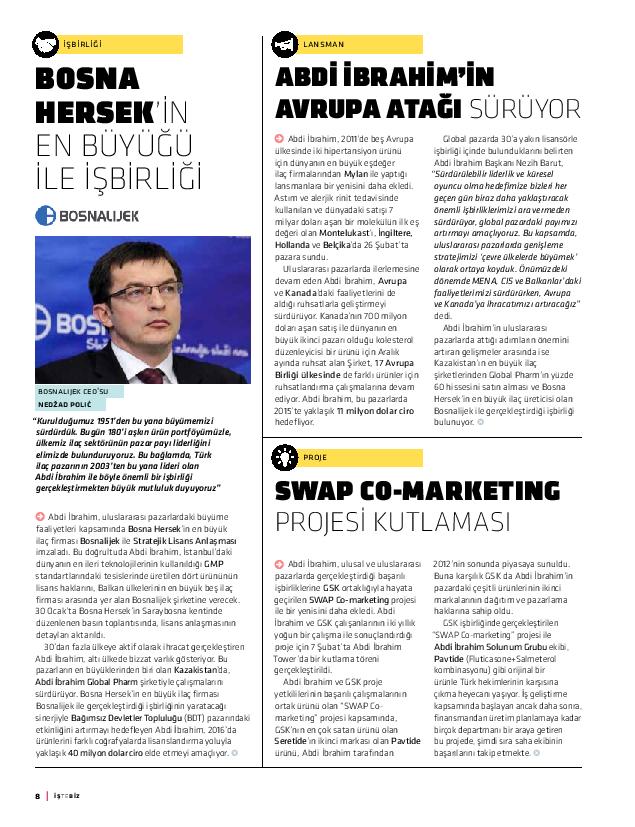 İŞBİRLİĞİ
BOSNA
HERSEK'İN
EN BÜYÜĞÜ
İLE İŞBİRLİĞİ
BOSNALIJEK
BOSN
BOSNALIJEK CEO'SU
NEDŽAD POLIĆ
"Kurulduğumuz 1951'den bu yana büyümemizi
sürdürdük. Bugün 180'i aşkın ürün portföyümüzle,
ülkemiz ilaç sektörünün pazar payı liderliğini
elimizde bulunduruyoruz. Bu bağlamda, Türk
ilaç pazarının 2003'ten bu yana lideri olan
Abdi İbrahim ile böyle önemli bir işbirliği
gerçekleştirmekten büyük mutluluk duyuyoruz"
Abdi İbrahim, uluslararası pazarlardaki büyüme
faaliyetleri kapsamında Bosna Hersek'in en büyük
ilaç firması Bosnalijek ile Stratejik Lisans Anlaşması
imzaladı. Bu doğrultuda Abdi İbrahim, İstanbul'daki
dünyanın en ileri teknolojilerinin kullanıldığı GMP
standartlarındaki tesislerinde üretilen dört ürününün
lisans haklarını, Balkan ülkelerinin en büyük beş ilaç
firması arasında yer alan Bosnalijek şirketine verecek.
30 Ocak'ta Bosna Hersek'in Saraybosna kentinde
düzenlenen basın toplantısında, lisans anlaşmasının
detayları aktarıldı.
30'dan fazla ülkeye aktif olarak ihracat gerçekleştiren
Abdi İbrahim, altı ülkede bizzat varlık gösteriyor. Bu
pazarların en büyüklerinden biri olan Kazakistan'da,
Abdi İbrahim Global Pharm şirketiyle çalışmalarını
sürdürüyor. Bosna Hersek'in en büyük ilaç firması
Bosnalijek ile gerçekleştirdiği işbirliğinin yaratacağı
sinerjiyle Bağımsız Devletler Topluluğu (BDT) pazarındaki
etkinliğini artırmayı hedefleyen Abdi İbrahim, 2016'da
ürünlerini farklı coğrafyalarda lisanslandırma yoluyla
yaklaşık 40 milyon dolar ciro elde etmeyi amaçlıyor.
LANSMAN
ABDİ İBRAHİM'İN
AVRUPA ATAĞI SÜRÜYOR
Abdi İbrahim, 2011'de beş Avrupa
ülkesinde iki hipertansiyon ürünü
için dünyanın en büyük eşdeğer
ilaç firmalarından Mylan ile yaptığı
lansmanlara bir yenisini daha ekledi.
Astım ve alerjik rinit tedavisinde
kullanılan ve dünyadaki satışı 7
milyar doları aşan bir molekülün ilk eş
değeri olan Montelukast'ı, İngiltere,
Hollanda ve Belçika'da 26 Şubat'ta
pazara sundu.
Uluslararası pazarlarda ilerlemesine
devam eden Abdi İbrahim, Avrupa
ve Kanada'daki faaliyetlerini de
aldığı ruhsatlarla geliştirmeyi
sürdürüyor. Kanada'nın 700 milyon
doları aşan satış ile dünyanın en
büyük ikinci pazarı olduğu kolesterol
düzenleyicisi bir ürünü için Aralık
ayında ruhsat alan Şirket, 17 Avrupa
Birliği ülkesinde de farklı ürünler için
ruhsatlandırma çalışmalarına devam
ediyor. Abdi İbrahim, bu pazarlarda
2015'te yaklaşık 11 milyon dolar ciro
hedefliyor.
Global pazarda 30'a yakın lisansörle
işbirliği içinde bulunduklarını belirten
Abdi İbrahim Başkanı Nezih Barut,
"Sürdürülebilir liderlik ve küresel
oyuncu olma hedefimize bizleri her
geçen gün biraz daha yaklaştıracak
önemli işbirliklerimizi ara vermeden
sürdürüyor, global pazardaki payımızı
artırmayı amaçlıyoruz. Bu kapsamda,
uluslararası pazarlarda genişleme
stratejimizi 'çevre ülkelerde büyümek'
olarak ortaya koyduk. Önümüzdeki
dönemde MENA, CIS ve Balkanlar'daki
faaliyetlerimizi sürdürürken, Avrupa
ve Kanada'ya ihracatımızı artıracağız"
dedi.
Abdi İbrahim'in uluslararası
pazarlarda attığı adımların önemini
artıran gelişmeler arasında ise
Kazakistan'ın en büyük ilaç
şirketlerinden Global Pharm'ın yüzde
60 hissesini satın alması ve Bosna
Hersek'in en büyük ilaç üreticisi olan
Bosnalijek ile gerçekleştirdiği işbirliği
bulunuyor.
PROJE
SWAP CO-MARKETING
PROJESİ KUTLAMASI
Abdi İbrahim, ulusal ve uluslararası
pazarlarda gerçekleştirdiği başarılı
işbirliklerine GSK ortaklığıyla hayata
geçirilen SWAP Co-marketing projesi
ile bir yenisini daha ekledi. Abdi
İbrahim ve GSK çalışanlarının iki yıllık
yoğun bir çalışma ile sonuçlandırdığı
proje için 7 Şubat'ta Abdi İbrahim
Tower'da bir kutlama töreni
gerçekleştirildi.
Abdi İbrahim ve GSK proje
yetkililerinin başarılı çalışmalarının
ortak ürünü olan "SWAP Co-
marketing" projesi kapsamında,
GSK'nın en çok satan ürünü olan
Seretide'nin ikinci markası olan Pavtide
ürünü, Abdi İbrahim tarafından
2012'nin sonunda piyasaya sunuldu.
Buna karşılık GSK da Abdi İbrahim'in
pazardaki çeşitli ürünlerinin ikinci
markalarının dağıtım ve pazarlama
haklarına sahip oldu.
GSK işbirliğinde gerçekleştirilen
"SWAP Co-marketing" projesi ile
Abdi İbrahim Solunum Grubu ekibi,
Pavtide (Fluticasone+Salmeterol
kombinasyonu) gibi orijinal bir
ürünle Türk hekimlerinin karşısına
çıkma heyecanı yaşıyor. İş geliştirme
kapsamında başlayan ancak daha sonra,
finansmandan üretim planlamaya kadar
birçok departmanı bir araya getiren
bu projede, şimdi sıra saha ekibinin
başarılarını takip etmekte.
8 | İŞTEBİZ